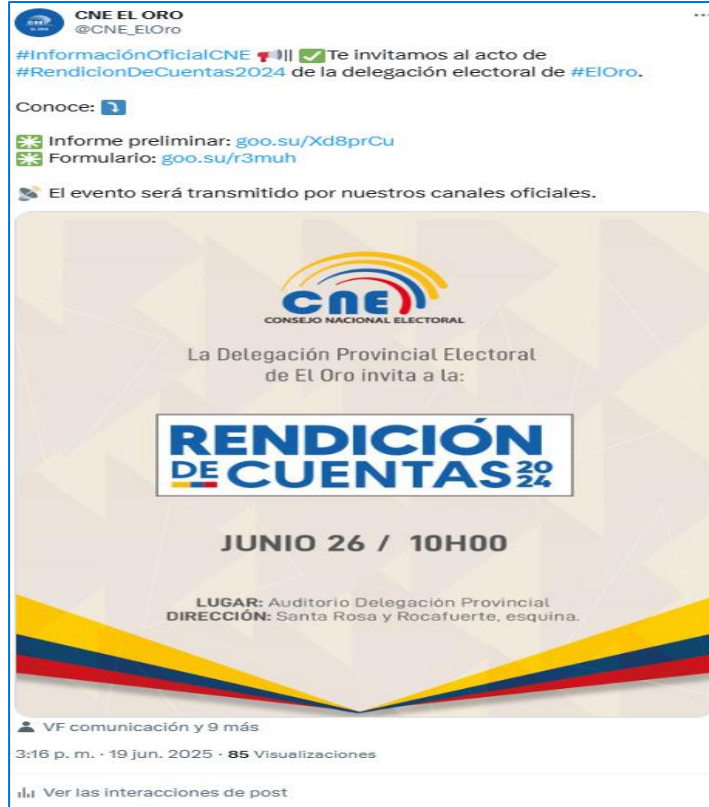 CNE EL ORO
@CNE_ElOro
#InformaciónOficialCNE 📢|| ✅Te invitamos al acto de
#RendicionDeCuentas2024 de la delegación electoral de #ElOro.
Conoce: ⤵️
✳️ Informe preliminar: goo.su/Xd8prCu
✳️ Formulario: goo.su/r3muh
📡 El evento será transmitido por nuestros canales oficiales.
CNE
CONSEJO NACIONAL ELECTORAL
La Delegación Provincial Electoral
de El Oro invita a la:
RENDICIÓN
DE CUENTAS 2024
JUNIO 26 / 10H00
LUGAR: Auditorio Delegación Provincial
DIRECCIÓN: Santa Rosa y Rocafuerte, esquina.
VF comunicación y 9 más
3:16 p. m. · 19 jun. 2025 · 85 Visualizaciones
Ver las interacciones de post